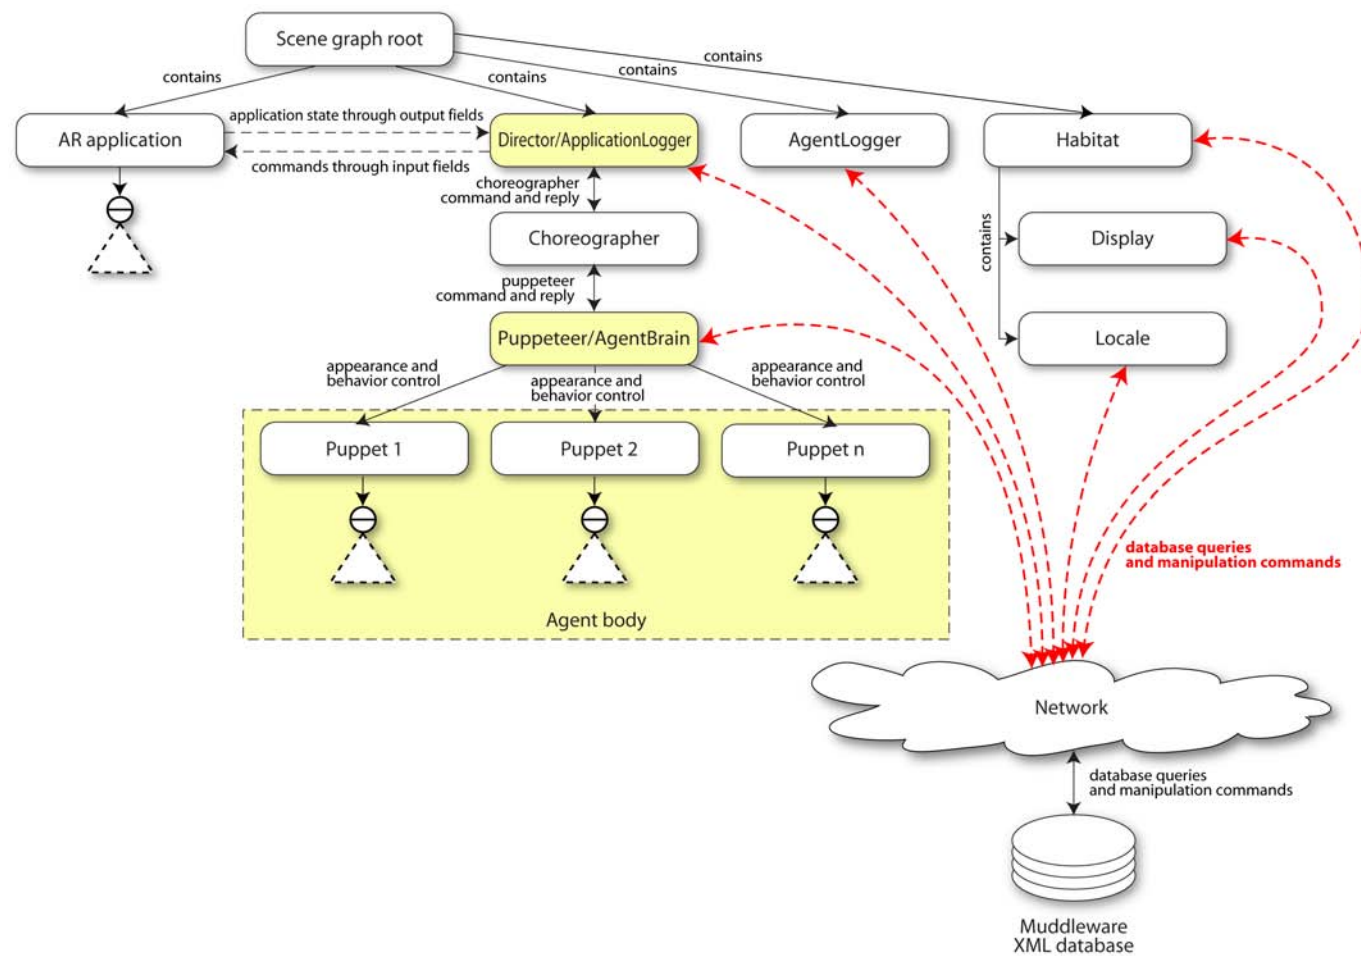 Scene graph root
contains
contains
contains
contains
AR application
application state through output fields
commands through input fields
Director/ApplicationLogger
AgentLogger
Habitat
choreographer
command and reply
Choreographer
contains
Display
puppeteer
command and reply
Puppeteer/AgentBrain
Locale
appearance and
behavior control
appearance and
behavior control
appearance and
behavior control
Puppet 1
Puppet 2
Puppet n
Agent body
database queries
and manipulation commands
Network
database queries
and manipulation commands
Muddleware
XML database